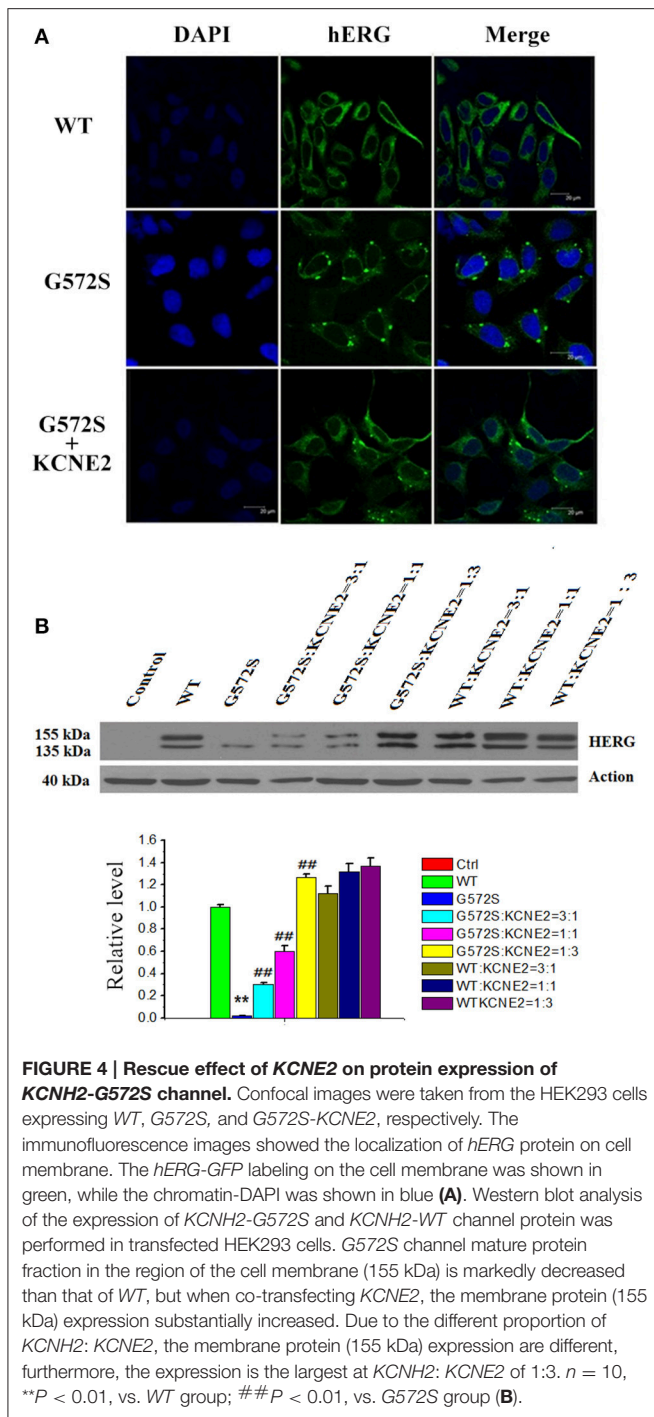 A
DAPI hERG Merge
WT
20 µm
G572S
20 µm
G572S
+
KCNE2
20 µm 20 µm
B
Control
WT
G572S
G572S:KCNE2=3:1
G572S:KCNE2=1:1
G572S:KCNE2=1:3
WT:KCNE2=3:1
WT:KCNE2=1:1
WT:KCNE2=1:3
155 kDa
135 kDa
HERG
40 kDa
Action
Relative level
1.6
1.4
1.2
1.0
0.8
0.6
0.4
0.2
0.0
**
##
##
##
Ctrl
WT
G572S
G572S:KCNE2=3:1
G572S:KCNE2=1:1
G572S:KCNE2=1:3
WT:KCNE2=3:1
WT:KCNE2=1:1
WTKCNE2=1:3
FIGURE 4 | Rescue effect of KCNE2 on protein expression of
KCNH2-G572S channel. Confocal images were taken from the HEK293 cells
expressing WT, G572S, and G572S-KCNE2, respectively. The
immunofluorescence images showed the localization of hERG protein on cell
membrane. The hERG-GFP labeling on the cell membrane was shown in
green, while the chromatin-DAPI was shown in blue (A). Western blot analysis
of the expression of KCNH2-G572S and KCNH2-WT channel protein was
performed in transfected HEK293 cells. G572S channel mature protein
fraction in the region of the cell membrane (155 kDa) is markedly decreased
than that of WT, but when co-transfecting KCNE2, the membrane protein (155
kDa) expression substantially increased. Due to the different proportion of
KCNH2: KCNE2, the membrane protein (155 kDa) expression are different,
furthermore, the expression is the largest at KCNH2: KCNE2 of 1:3. n = 10,
**P < 0.01, vs. WT group; ##P < 0.01, vs. G572S group (B).